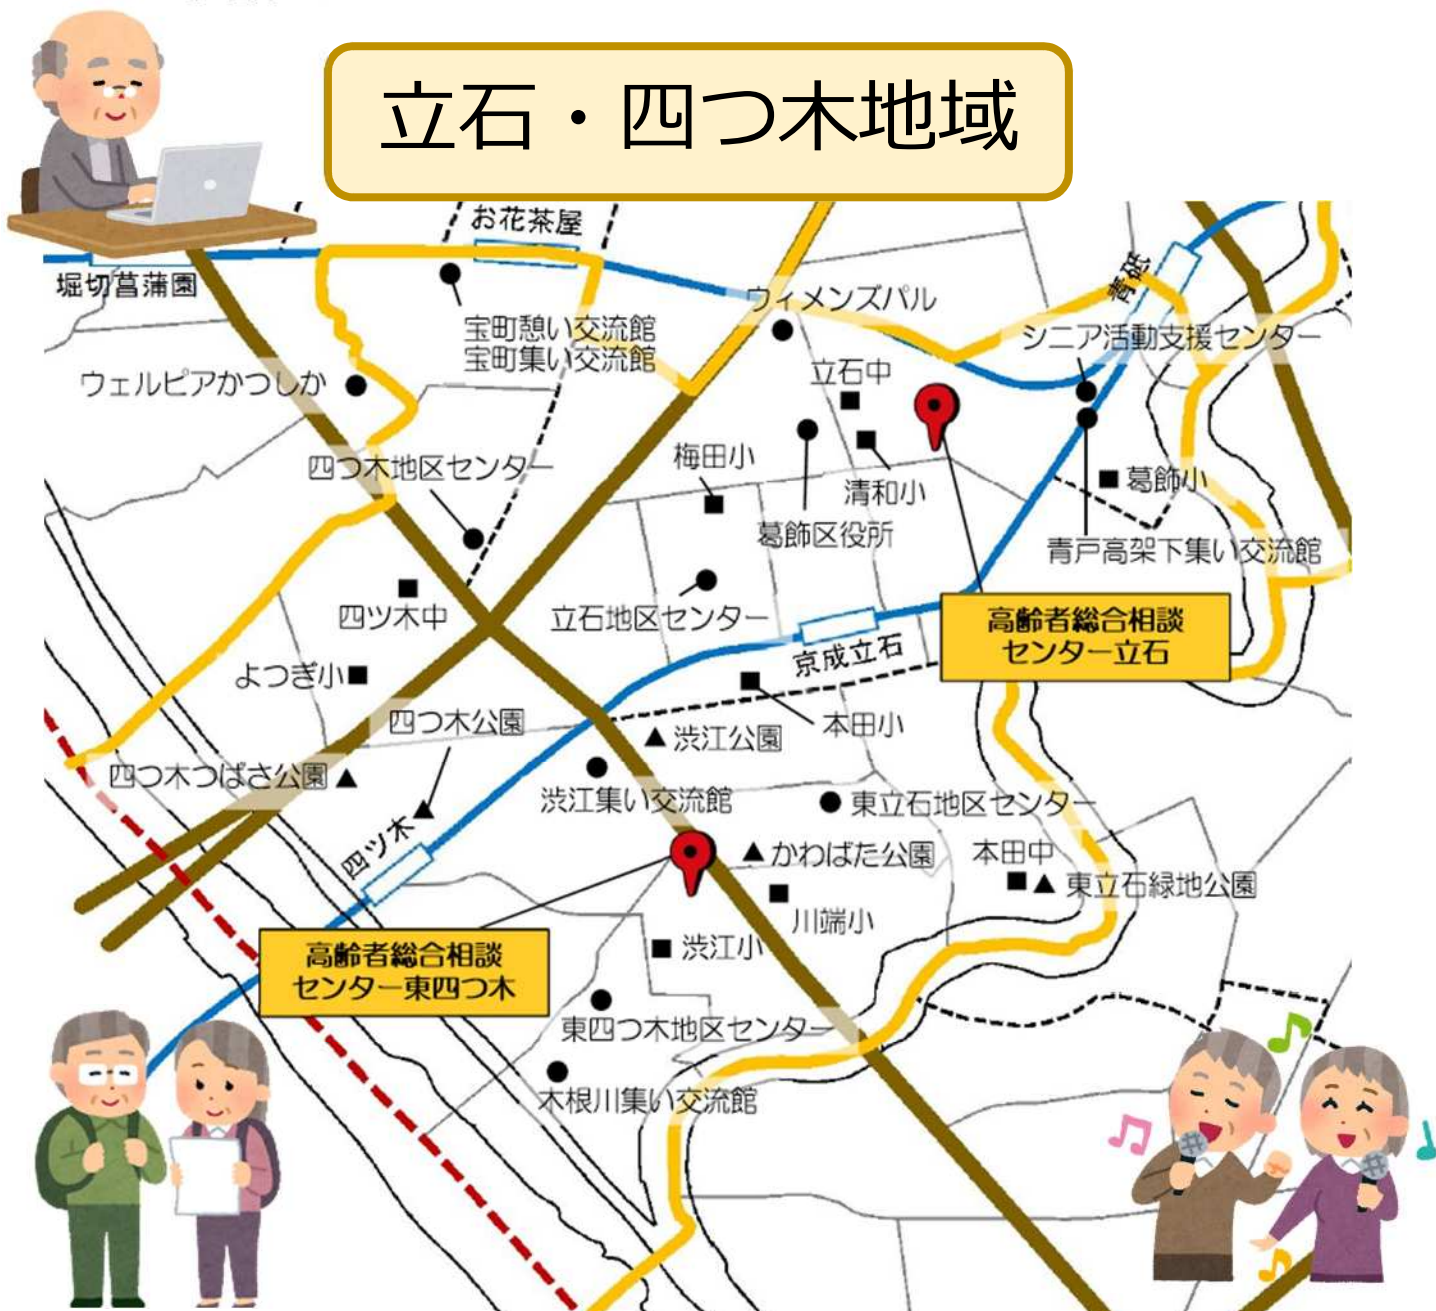 立石・四つ木地域
お花茶屋
堀切菖蒲園
青砥
ウィメンズパル
宝町憩い交流館
宝町集い交流館
シニア活動支援センター
ウェルピアかつしか
立石中
四つ木地区センター
梅田小
清和小
葛飾小
葛飾区役所
青戸高架下集い交流館
四ツ木中
立石地区センター
高齢者総合相談
センター立石
京成立石
よつぎ小
四つ木公園
本田小
渋江公園
四つ木つばさ公園
渋江集い交流館
東立石地区センター
四ツ木
かわばた公園
本田中
東立石緑地公園
川端小
渋江小
高齢者総合相談
センター東四つ木
東四つ木地区センター
木根川集い交流館